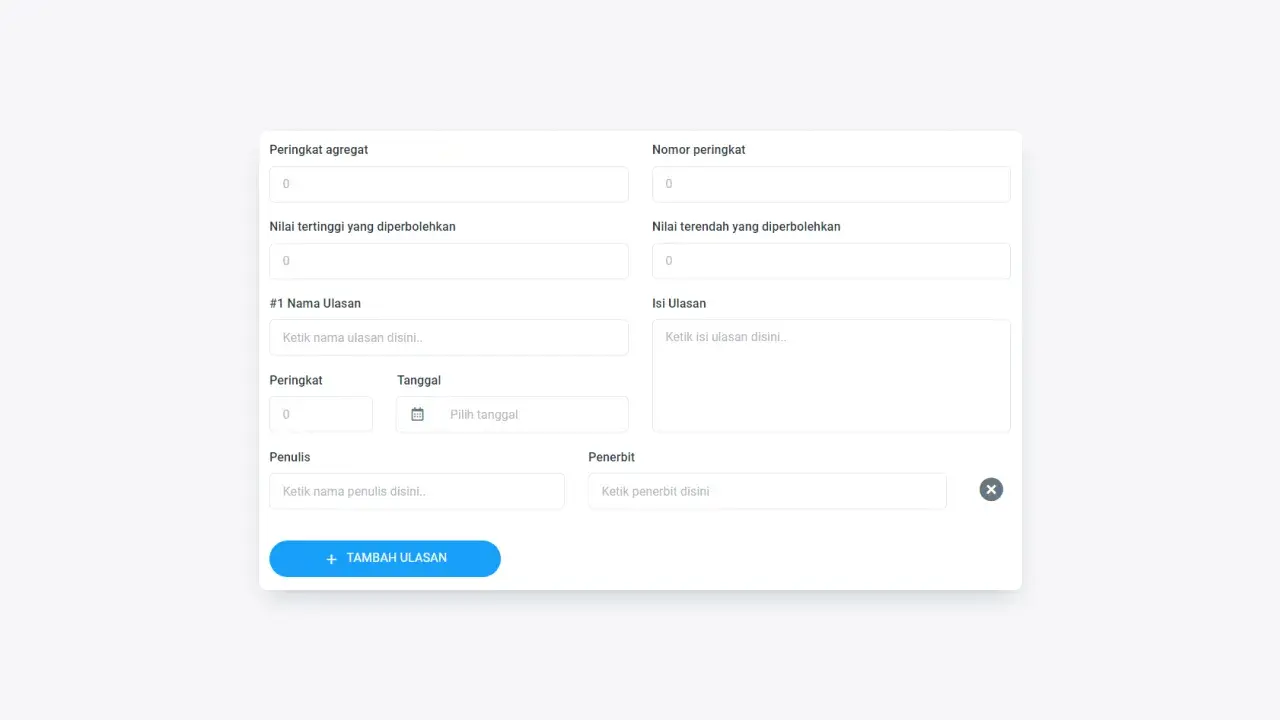 Peringkat agregat
Nomor peringkat
0
0
Nilai tertinggi yang diperbolehkan
Nilai terendah yang diperbolehkan
0
0
#1 Nama Ulasan
Isi Ulasan
Ketik nama ulasan disini..
Ketik isi ulasan disini..
Peringkat
Tanggal
0
Pilih tanggal
Penulis
Penerbit
Ketik nama penulis disini..
Ketik penerbit disini
+ TAMBAH ULASAN